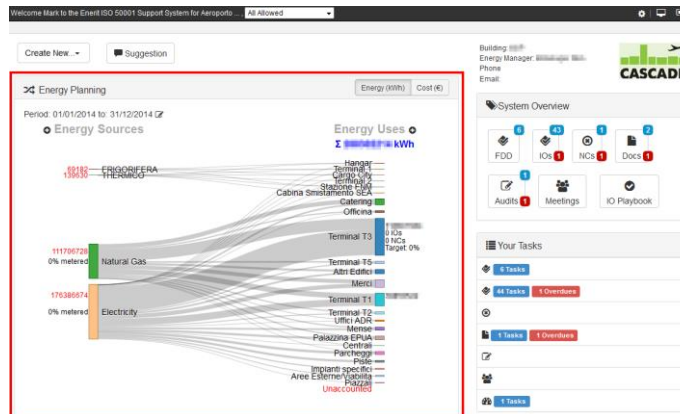 Welcome Mark to the Enerit ISO 50001 Support System for Aeroporto ... All Allowed
Create New...
Suggestion
Building:
Energy Manager:
Phone
Email:
CASCADE
Energy Planning
Energy (kWh) Cost (€)
Period: 01/01/2014 to: 31/12/2014
Energy Sources
Energy Uses
Σ kWh
FRIGORIFERA
THERMICO
Hangar
Terminal 1
Cargo City
Terminal 2
Cabina Smistamento SEA
Catering
Officina
Terminal T3
0 IOs
0 NCs
Target: 0%
111706728
0% metered
Natural Gas
Terminal T5
Altri Edifici
Merci
176386674
0% metered
Electricity
Terminal T1
Terminal T2
Uffici ADR
Mense
Palazzina EPUA
Centrali
Parcheggi
Piste
Impianti specifici
Aree Esterne/Viabilita
Piazzali
Unaccounted
System Overview
6
FDD
43
IOs 1
1
NCs 1
2
Docs 1
1
Audits 1
Meetings
IO Playbook
Your Tasks
6 Tasks
44 Tasks 1 Overdues
1 Tasks 1 Overdues
1 Tasks